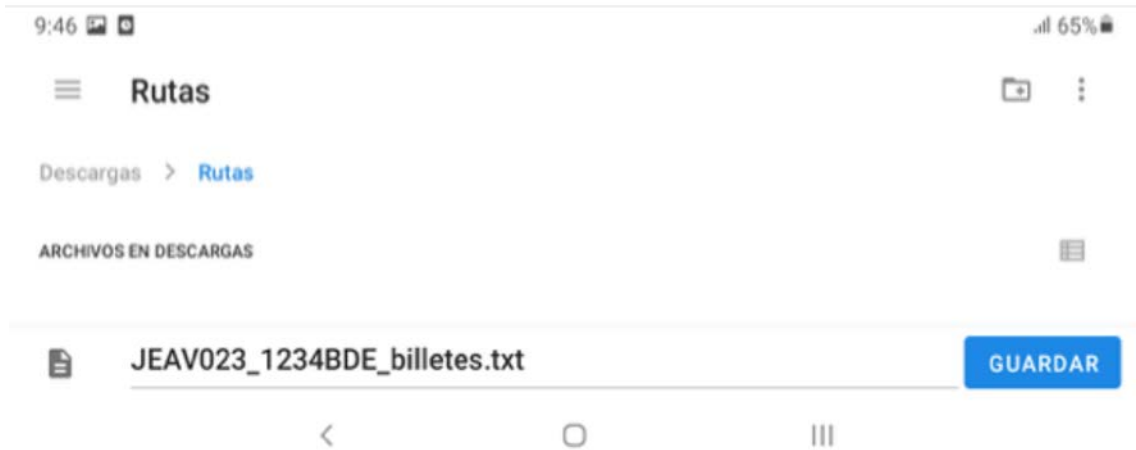 9:46 65%
Rutas
Descargas > Rutas
ARCHIVOS EN DESCARGAS
JEAV023_1234BDE_billetes.txt GUARDAR